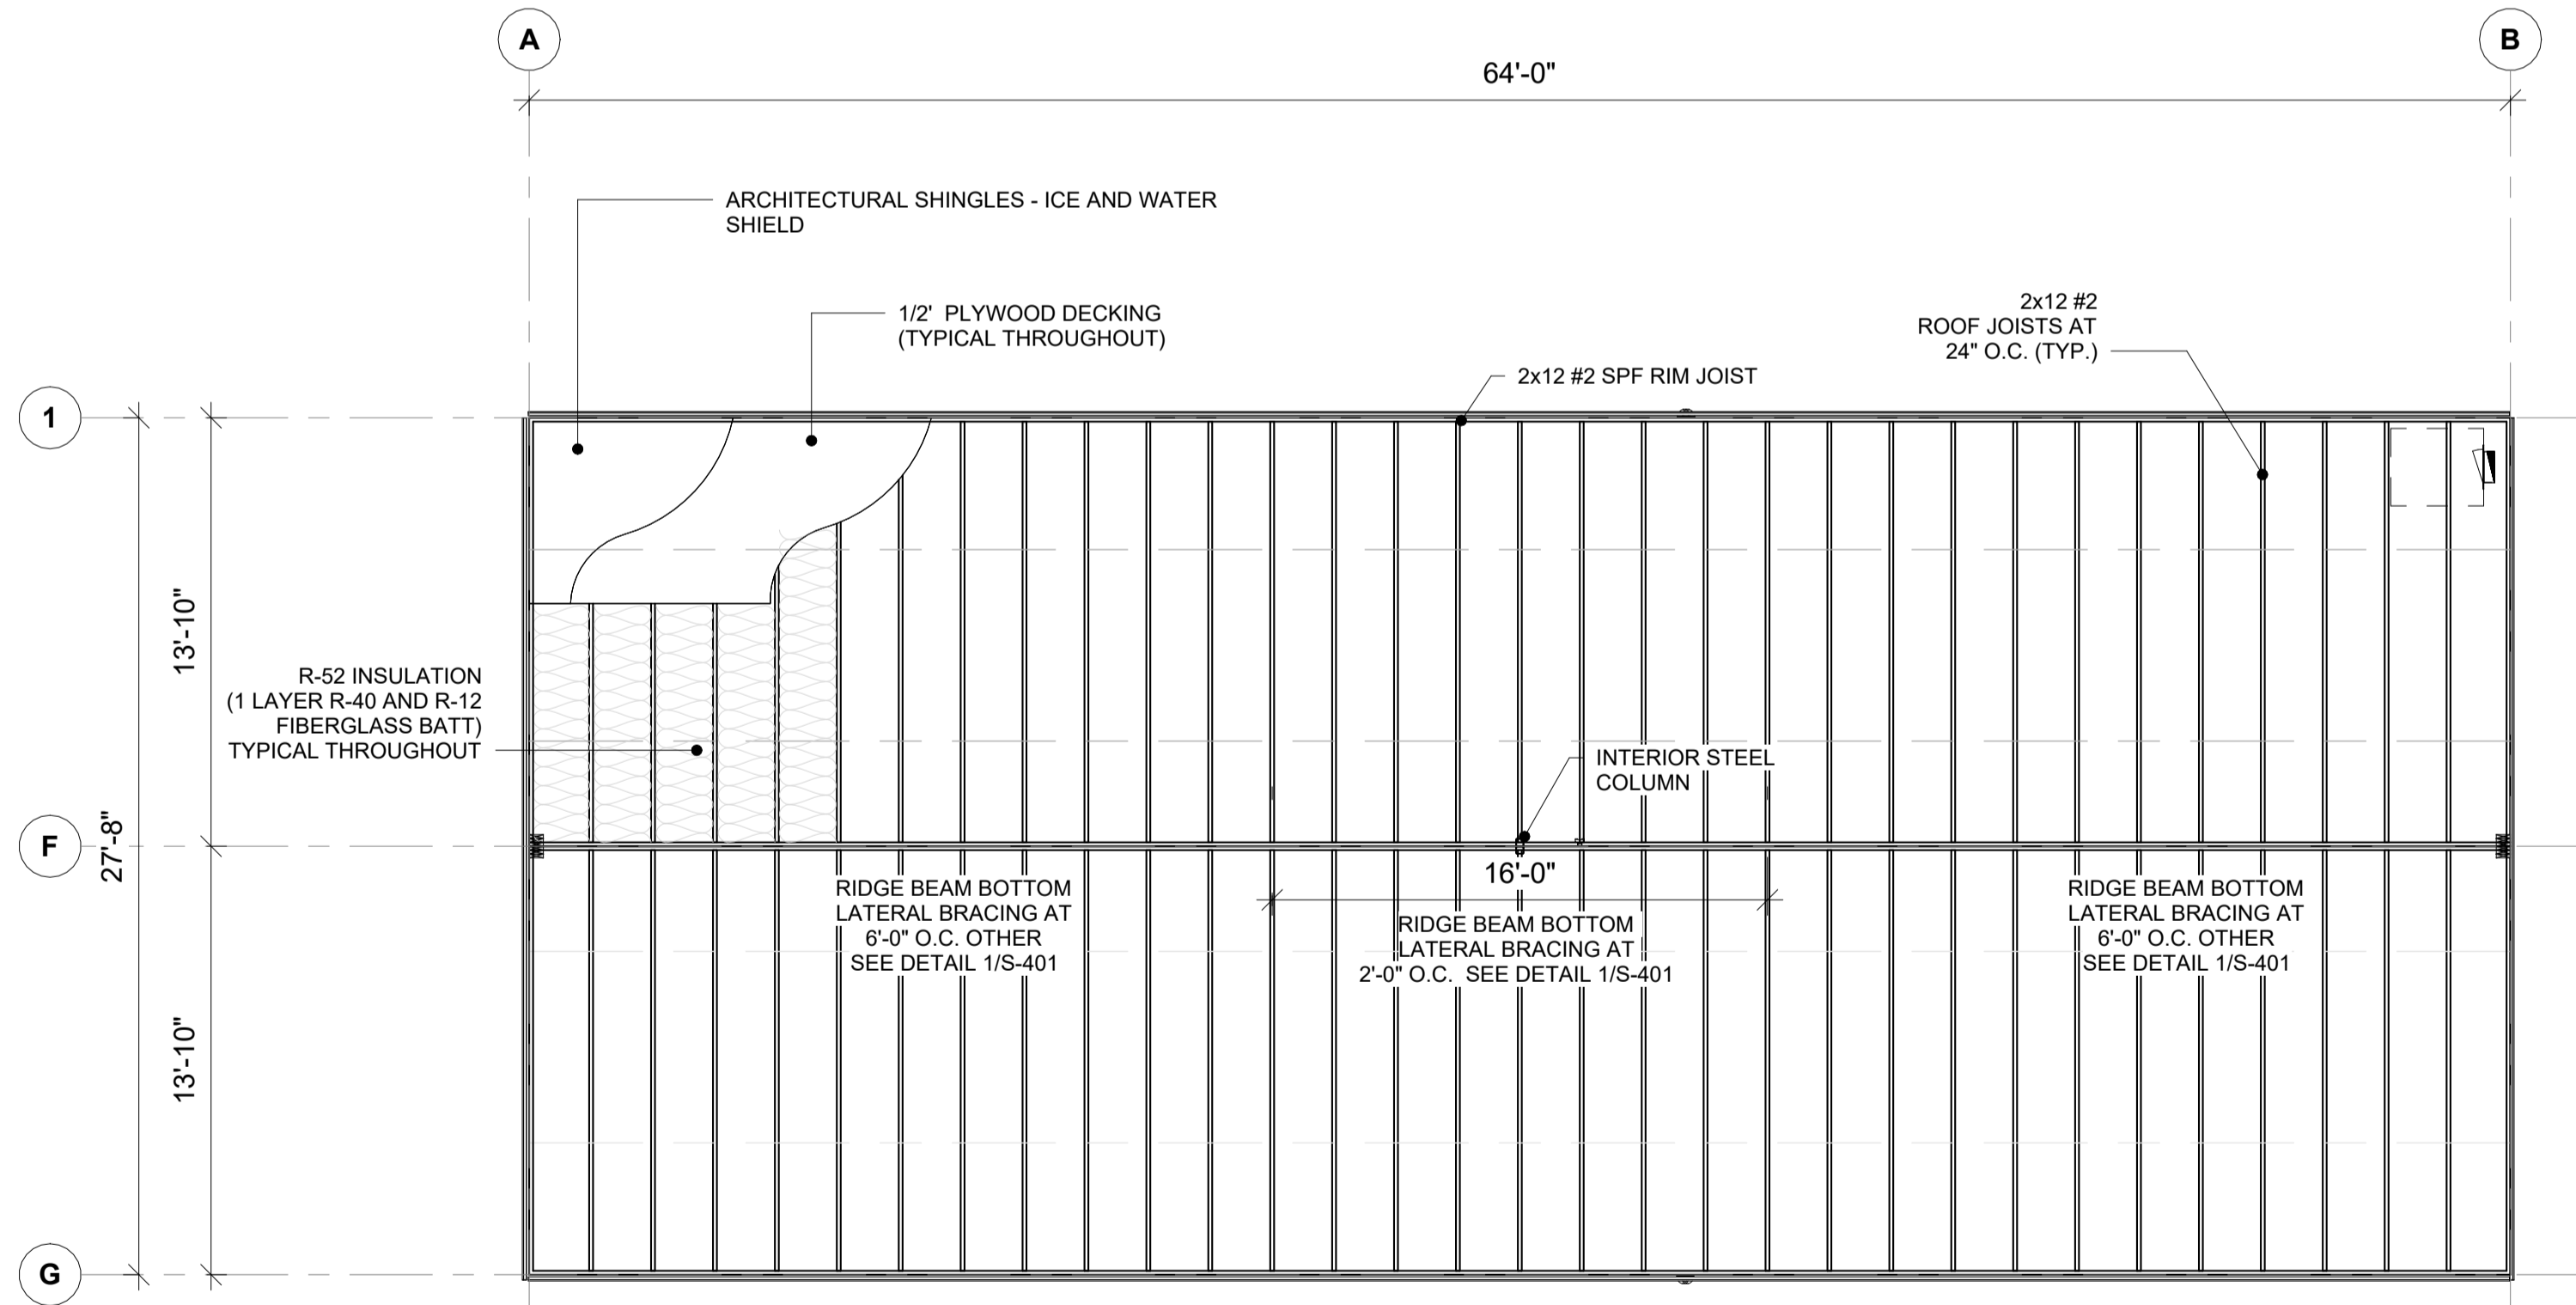 A
B
64'-0"
ARCHITECTURAL SHINGLES - ICE AND WATER
SHIELD
1/2'  PLYWOOD DECKING
(TYPICAL THROUGHOUT)
2x12 #2
ROOF JOISTS AT
24" O.C. (TYP.)
2x12 #2 SPF RIM JOIST
1
13'-10"
R-52 INSULATION
(1 LAYER R-40 AND R-12
FIBERGLASS BATT)
TYPICAL THROUGHOUT
INTERIOR STEEL
COLUMN
F
27'-8"
16'-0"
RIDGE BEAM BOTTOM
LATERAL BRACING AT
6'-0" O.C. OTHER
SEE DETAIL 1/S-401
RIDGE BEAM BOTTOM
LATERAL BRACING AT
2'-0" O.C.  SEE DETAIL 1/S-401
RIDGE BEAM BOTTOM
LATERAL BRACING AT
6'-0" O.C. OTHER
SEE DETAIL 1/S-401
13'-10"
G